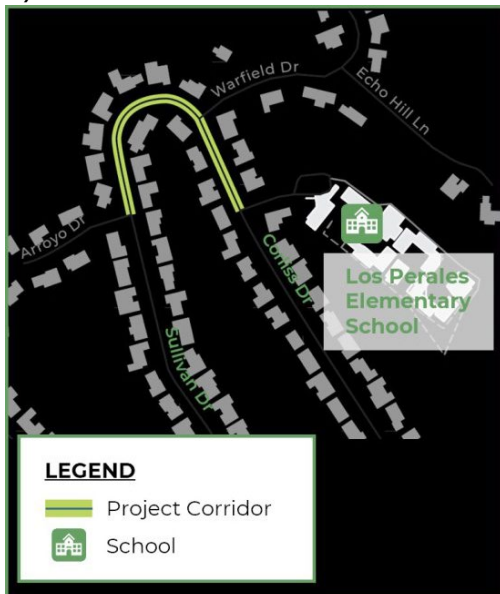 Warfield Dr
Echo Hill Ln
Arroyo Dr
Corliss Dr
Los Perales
Elementary
School
Sullivan Dr
LEGEND
Project Corridor
School